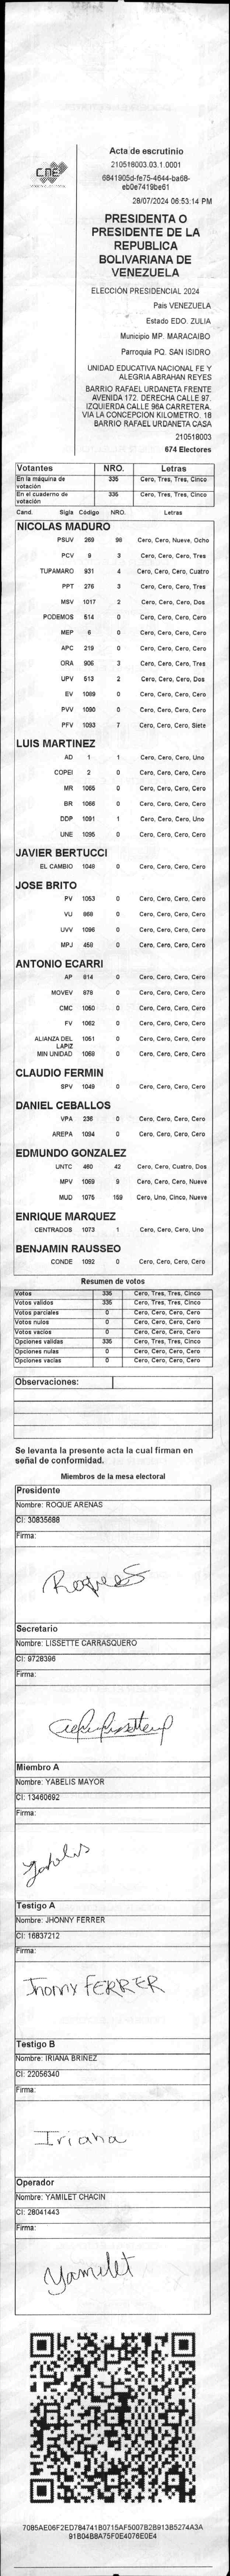 Acta de escrutinio
210518003.03.1.0001
6841905d-fe75-4644-ba68-
eb0e7419be61
CNE
28/07/2024 06:53:14 PM
PRESIDENTA O
PRESIDENTE DE LA
REPUBLICA
BOLIVARIANA DE
VENEZUELA
ELECCIÓN PRESIDENCIAL 2024
Pais VENEZUELA
Estado EDO. ZULIA
Municipio MP. MARACAIBO
Parroquia PQ. SAN ISIDRO
UNIDAD EDUCATIVA NACIONAL FE Y
ALEGRIA ABRAHAN REYES
BARRIO RAFAEL URDANETA FRENTE
AVENIDA 172. DERECHA CALLE 97.
IZQUIERDA CALLE 96A CARRETERA.
VIA LA CONCEPCION KILOMETRO. 18
BARRIO RAFAEL URDANETA CASA
210518003
674 Electores
Votantes NRO. Letras
En la máquina de votación 335 Cero, Tres, Tres, Cinco
En el cuaderno de votación 335 Cero, Tres, Tres, Cinco
Cand. Sigla Código NRO. Letras
NICOLAS MADURO
PSUV 269 98 Cero, Cero, Nueve, Ocho
PCV 9 3 Cero, Cero, Cero, Tres
TUPAMARO 931 4 Cero, Cero, Cero, Cuatro
PPT 276 3 Cero, Cero, Cero, Tres
MSV 1017 2 Cero, Cero, Cero, Dos
PODEMOS 514 0 Cero, Cero, Cero, Cero
MEP 6 0 Cero, Cero, Cero, Cero
APC 219 0 Cero, Cero, Cero, Cero
ORA 906 3 Cero, Cero, Cero, Tres
UPV 513 2 Cero, Cero, Cero, Dos
EV 1089 0 Cero, Cero, Cero, Cero
PVV 1090 0 Cero, Cero, Cero, Cero
PFV 1093 7 Cero, Cero, Cero, Siete
LUIS MARTINEZ
AD 1 1 Cero, Cero, Cero, Uno
COPEI 2 0 Cero, Cero, Cero, Cero
MR 1065 0 Cero, Cero, Cero, Cero
BR 1066 0 Cero, Cero, Cero, Cero
DDP 1091 1 Cero, Cero, Cero, Uno
UNE 1095 0 Cero, Cero, Cero, Cero
JAVIER BERTUCCI
EL CAMBIO 1048 0 Cero, Cero, Cero, Cero
JOSE BRITO
PV 1053 0 Cero, Cero, Cero, Cero
VU 868 0 Cero, Cero, Cero, Cero
UVV 1096 0 Cero, Cero, Cero, Cero
MPJ 458 0 Cero, Cero, Cero, Cero
ANTONIO ECARRI
AP 814 0 Cero, Cero, Cero, Cero
MOVEV 878 0 Cero, Cero, Cero, Cero
CMC 1050 0 Cero, Cero, Cero, Cero
FV 1062 0 Cero, Cero, Cero, Cero
ALIANZA DEL LAPIZ 1051 0 Cero, Cero, Cero, Cero
MIN UNIDAD 1068 0 Cero, Cero, Cero, Cero
CLAUDIO FERMIN
SPV 1049 0 Cero, Cero, Cero, Cero
DANIEL CEBALLOS
VPA 236 0 Cero, Cero, Cero, Cero
AREPA 1094 0 Cero, Cero, Cero, Cero
EDMUNDO GONZALEZ
UNTC 460 42 Cero, Cero, Cuatro, Dos
MPV 1069 9 Cero, Cero, Cero, Nueve
MUD 1076 159 Cero, Uno, Cinco, Nueve
ENRIQUE MARQUEZ
CENTRADOS 1073 1 Cero, Cero, Cero, Uno
BENJAMIN RAUSSEO
CONDE 1092 0 Cero, Cero, Cero, Cero
Resumen de votos
Votos 335 Cero, Tres, Tres, Cinco
Votos validos 335 Cero, Tres, Tres, Cinco
Votos parciales 0 Cero, Cero, Cero, Cero
Votos nulos 0 Cero, Cero, Cero, Cero
Votos vacios 0 Cero, Cero, Cero, Cero
Opciones validas 335 Cero, Tres, Tres, Cinco
Opciones nulas 0 Cero, Cero, Cero, Cero
Opciones vacias 0 Cero, Cero, Cero, Cero
Observaciones:
Se levanta la presente acta la cual firman en
señal de conformidad.
Miembros de la mesa electoral
Presidente
Nombre: ROQUE ARENAS
CI: 30835688
Firma:
Secretario
Nombre: LISSETTE CARRASQUERO
CI: 9728396
Firma:
Miembro A
Nombre: YABELIS MAYOR
CI: 13460692
Firma:
Yabelis
Testigo A
Nombre: JHONNY FERRER
CI: 16837212
Firma:
Jhonny FERRER
Testigo B
Nombre: IRIANA BRINEZ
CI: 22056340
Firma:
Iriana
Operador
Nombre: YAMILET CHACIN
CI: 28041443
Firma:
Yamilet
7085AE06F2ED784741B0715AF5007B2B913B5274A3A
91B04B8A75F0E4076E0E4